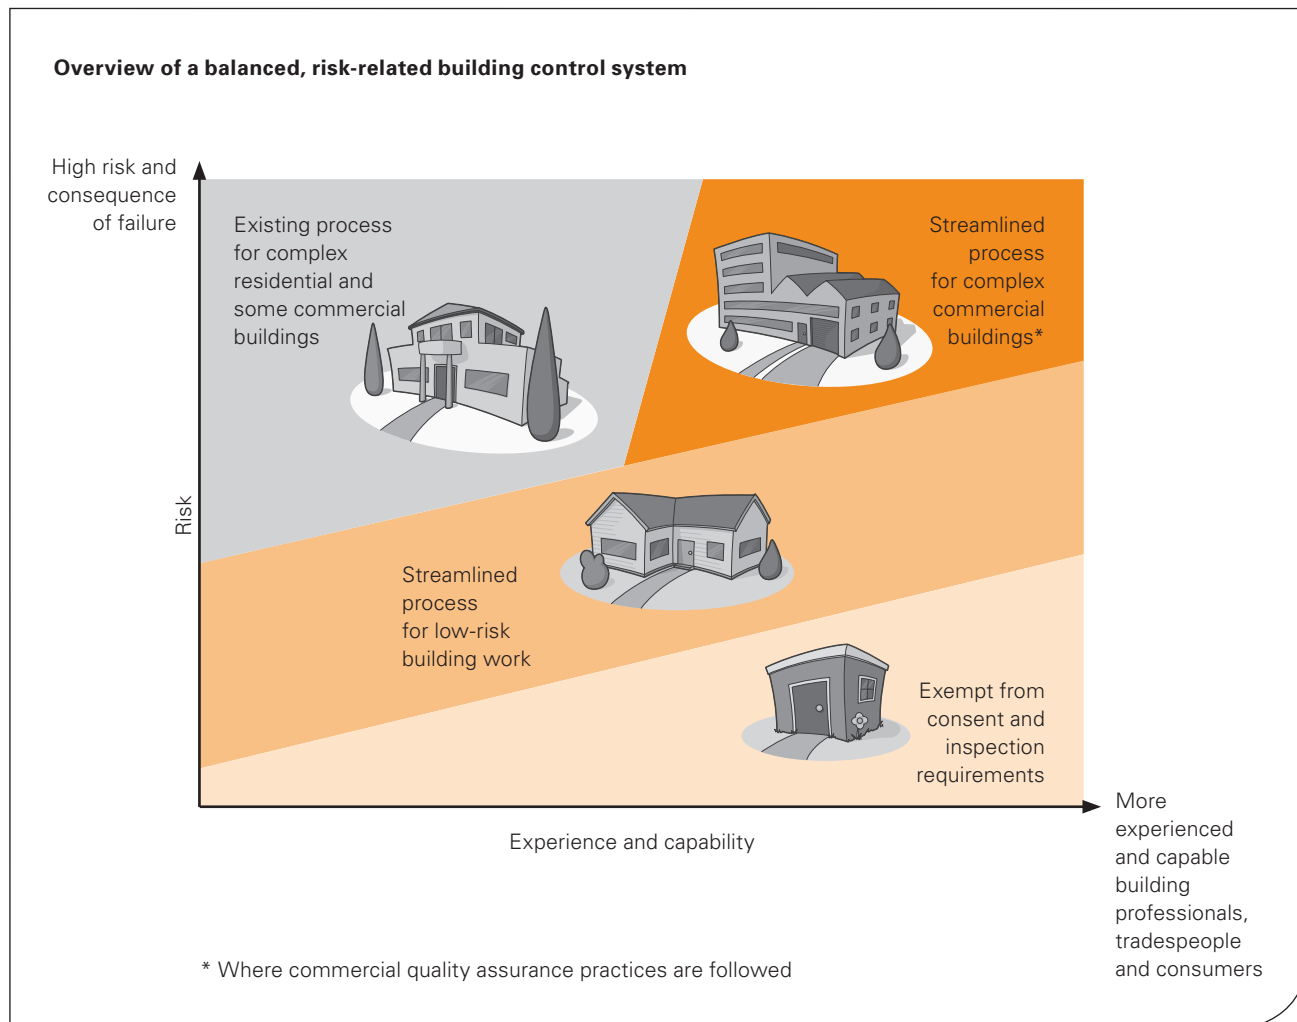 Overview of a balanced, risk-related building control system
High risk and
consequence
of failure
Existing process
for complex
residential and
some commercial
buildings
Streamlined
process
for complex
commercial
buildings*
Risk
Streamlined
process
for low-risk
building work
Exempt from
consent and
inspection
requirements
Experience and capability
More
experienced
and capable
building
professionals,
tradespeople
and consumers
* Where commercial quality assurance practices are followed